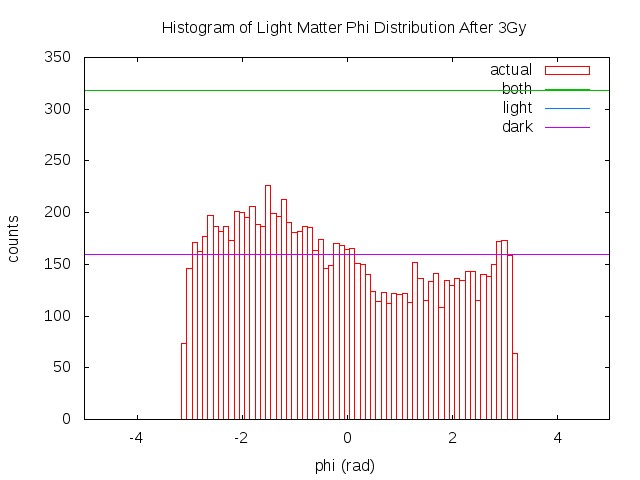 Histogram of Light Matter Phi Distribution After 3Gy
350
300
250
200
150
100
50
0
counts
actual
both
light
dark
-4
-2
0
2
4
phi (rad)